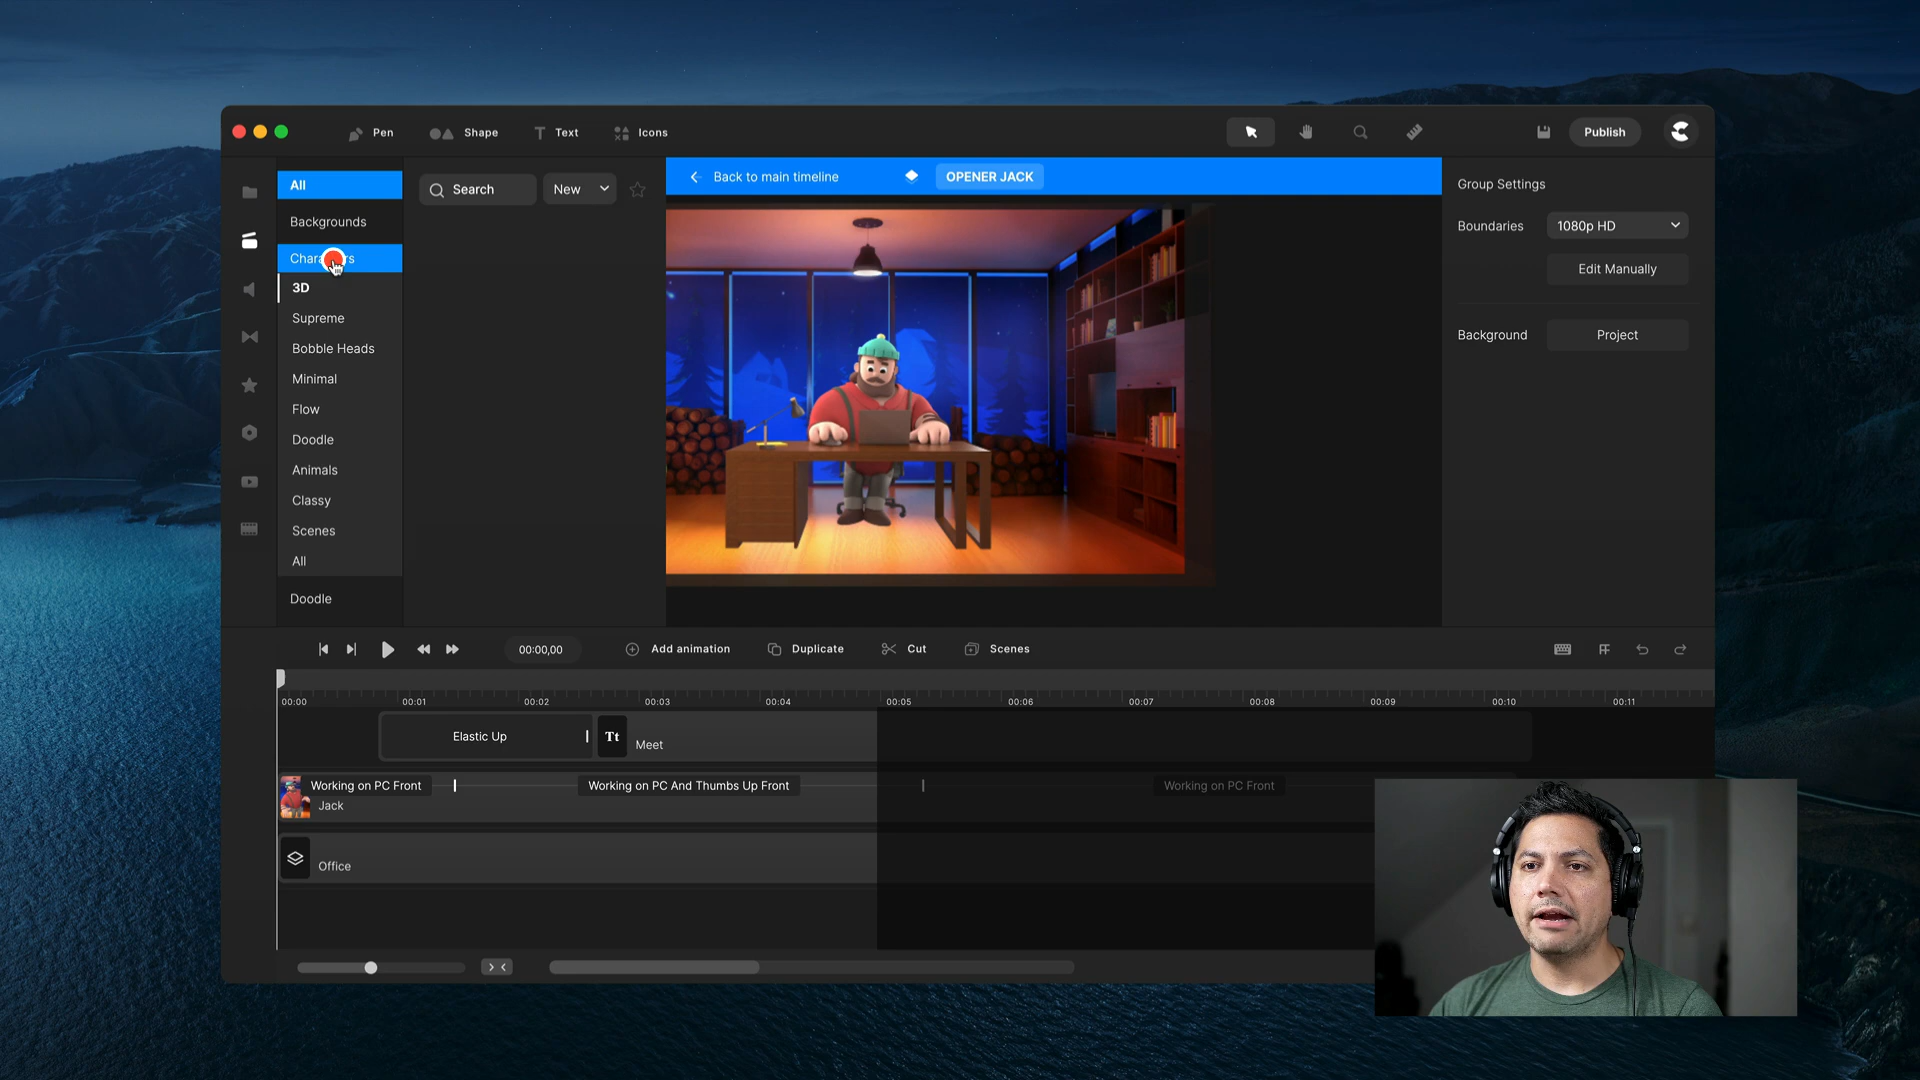 Pen
Shape
Text
Icons
Publish
All
Backgrounds
Characters
3D
Supreme
Bobble Heads
Minimal
Flow
Doodle
Animals
Classy
Scenes
All
Doodle
Search
New
Back to main timeline
OPENER JACK
Group Settings
Boundaries
1080p HD
Edit Manually
Background
Project
00:00,00
Add animation
Duplicate
Cut
Scenes
00:00
00:01
00:02
00:03
00:04
00:05
00:06
00:07
00:08
00:09
00:10
00:11
Elastic Up
Tt
Meet
Working on PC Front
Working on PC And Thumbs Up Front
Working on PC Front
Jack
Office